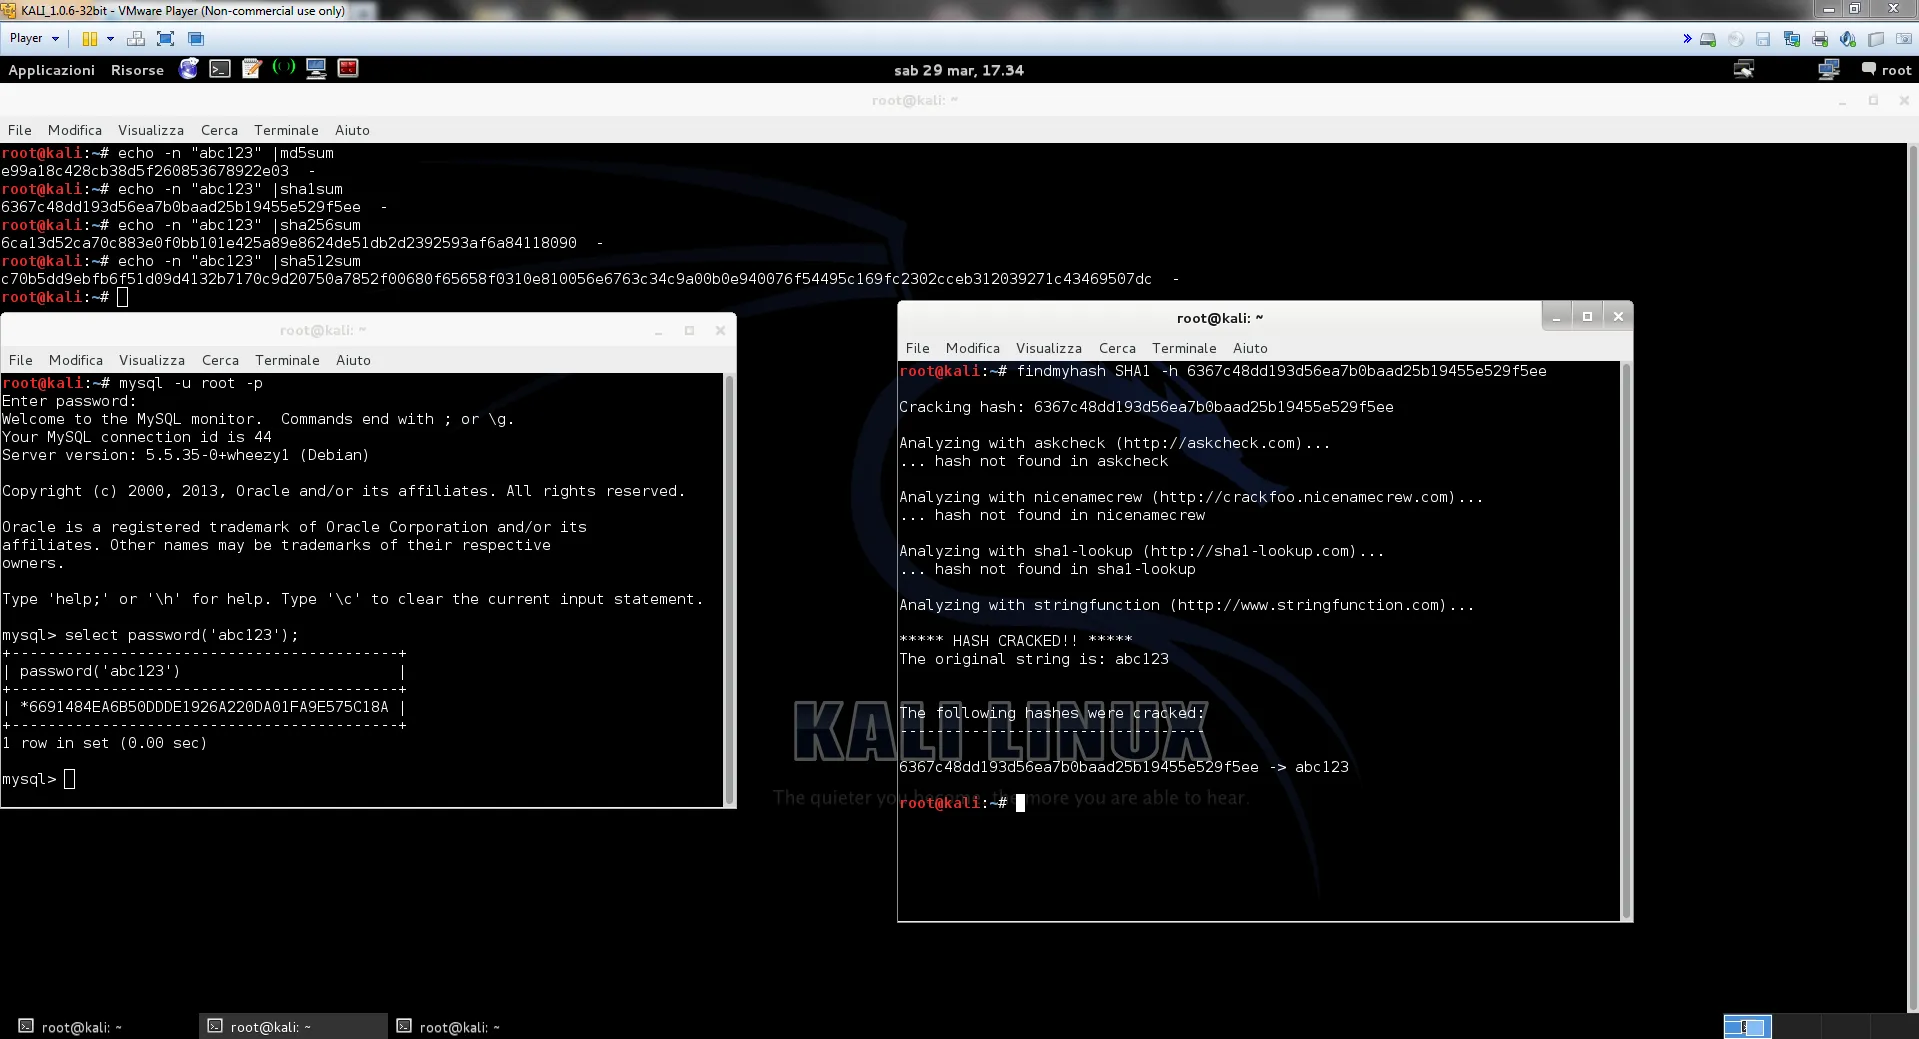 KALI_1.0.6-32bit - VMware Player (Non-commercial use only)
Player
Applicazioni Risorse
sab 29 mar, 17.34
root
root@kali: ~
File Modifica Visualizza Cerca Terminale Aiuto
root@kali:~# echo -n "abc123" |md5sum
e99a18c428cb38d5f260853678922e03  -
root@kali:~# echo -n "abc123" |sha1sum
6367c48dd193d56ea7b0baad25b19455e529f5ee  -
root@kali:~# echo -n "abc123" |sha256sum
6ca13d52ca70c883e0f0bb101e425a89e8624de51db2d2392593af6a84118090  -
root@kali:~# echo -n "abc123" |sha512sum
c70b5dd9ebfb6f51d09d4132b7170c9d20750a7852f00680f65658f0310e810056e6763c34c9a00b0e940076f54495c169fc2302cceb312039271c43469507dc  -
root@kali:~#
root@kali: ~
File Modifica Visualizza Cerca Terminale Aiuto
root@kali:~# mysql -u root -p
Enter password:
Welcome to the MySQL monitor.  Commands end with ; or \g.
Your MySQL connection id is 44
Server version: 5.5.35-0+wheezy1 (Debian)
Copyright (c) 2000, 2013, Oracle and/or its affiliates. All rights reserved.
Oracle is a registered trademark of Oracle Corporation and/or its
affiliates. Other names may be trademarks of their respective
owners.
Type 'help;' or '\h' for help. Type '\c' to clear the current input statement.
mysql> select password('abc123');
+-------------------------------------------+
| password('abc123')                        |
+-------------------------------------------+
| *6691484EA6B50DDDE1926A220DA01FA9E575C18A |
+-------------------------------------------+
1 row in set (0.00 sec)
mysql>
root@kali: ~
File Modifica Visualizza Cerca Terminale Aiuto
root@kali:~# findmyhash SHA1 -h 6367c48dd193d56ea7b0baad25b19455e529f5ee
Cracking hash: 6367c48dd193d56ea7b0baad25b19455e529f5ee
Analyzing with askcheck (http://askcheck.com)...
... hash not found in askcheck
Analyzing with nicenamecrew (http://crackfoo.nicenamecrew.com)...
... hash not found in nicenamecrew
Analyzing with sha1-lookup (http://sha1-lookup.com)...
... hash not found in sha1-lookup
Analyzing with stringfunction (http://www.stringfunction.com)...
***** HASH CRACKED!! *****
The original string is: abc123
The following hashes were cracked:
----------------------------------
6367c48dd193d56ea7b0baad25b19455e529f5ee -> abc123
root@kali:~#
KALI LINUX
The quieter you become, the more you are able to hear.
root@kali: ~
root@kali: ~
root@kali: ~